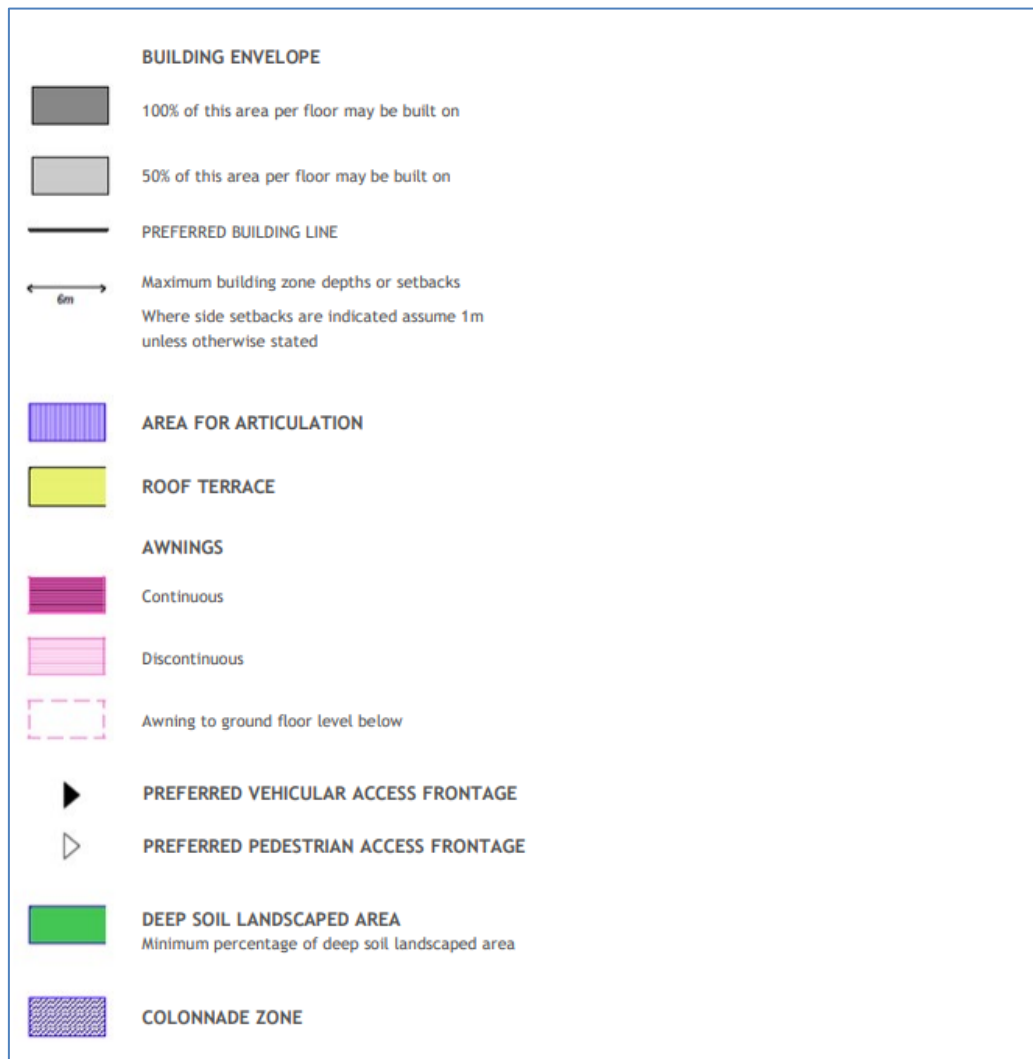 BUILDING ENVELOPE
100% of this area per floor may be built on
50% of this area per floor may be built on
PREFERRED BUILDING LINE
6m
Maximum building zone depths or setbacks
Where side setbacks are indicated assume 1m
unless otherwise stated
AREA FOR ARTICULATION
ROOF TERRACE
AWNINGS
Continuous
Discontinuous
Awning to ground floor level below
PREFERRED VEHICULAR ACCESS FRONTAGE
PREFERRED PEDESTRIAN ACCESS FRONTAGE
DEEP SOIL LANDSCAPED AREA
Minimum percentage of deep soil landscaped area
COLONNADE ZONE